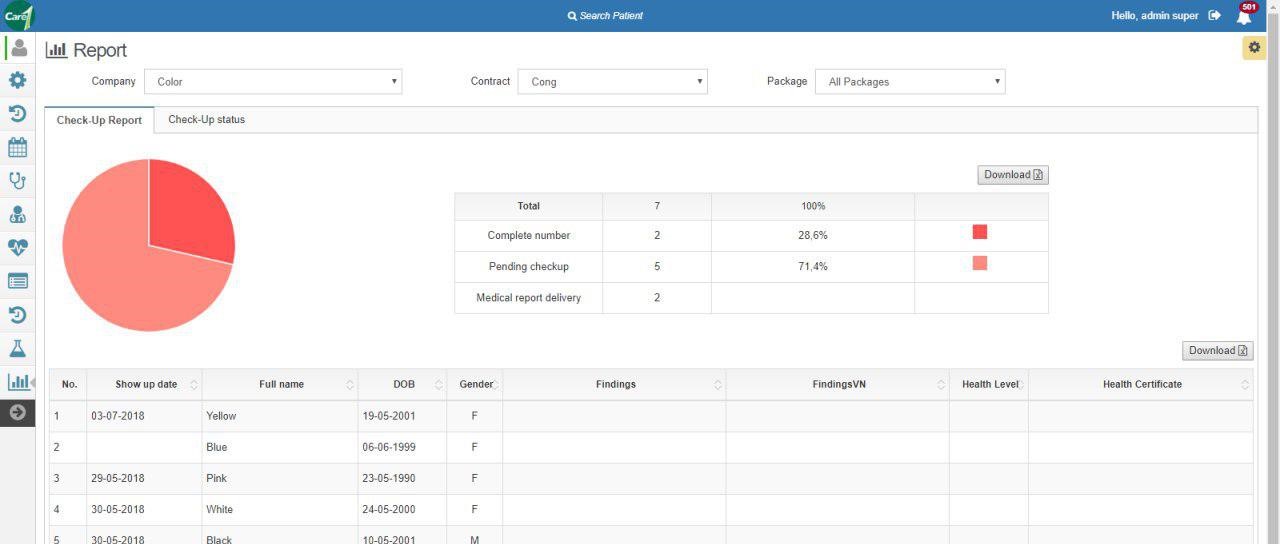 Care1
Search Patient
Hello, admin super
501
Report
Company Color Contract Cong Package All Packages
Check-Up Report Check-Up status
Download
Total 7 100%
Complete number 2 28,6%
Pending checkup 5 71,4%
Medical report delivery 2
Download
No. Show up date Full name DOB Gender Findings FindingsVN Health Level Health Certificate
1 03-07-2018 Yellow 19-05-2001 F
2 Blue 06-06-1999 F
3 29-05-2018 Pink 23-05-1990 F
4 30-05-2018 White 24-05-2000 F
5 30-05-2018 Black 10-05-2001 M